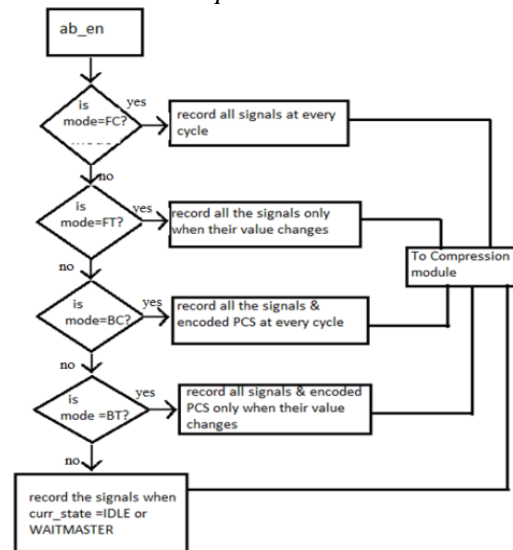 ab_en
is
mode=FC?
yes
record all signals at every
cycle
no
is
mode=FT?
yes
record all the signals only
when their value changes
To Compression
module
no
is
mode=BC?
yes
record all the signals &
encoded PCS at every cycle
no
is
mode =BT?
yes
record all signals & encoded
PCS only when their value
changes
no
record the signals when
curr_state =IDLE or
WAITMASTER